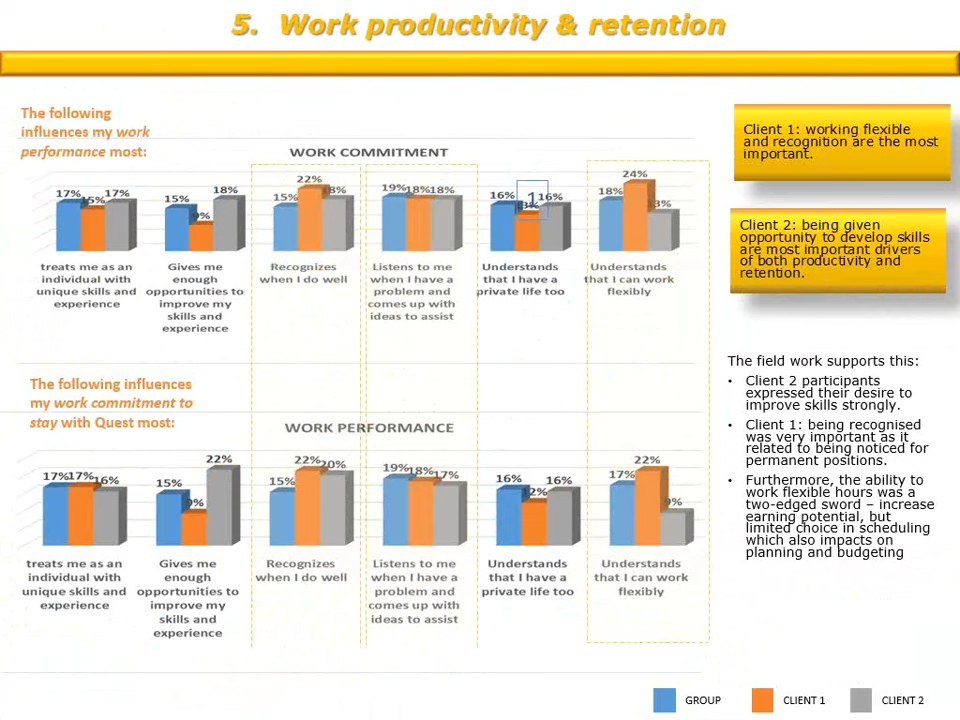 5. Work productivity & retention
The following
influences my work
performance most:
WORK COMMITMENT
17% 15% 17%
15% 9% 18%
15% 22% 18%
19% 18% 18%
16% 13% 16%
1
18% 24% 13%
treats me as an
individual with
unique skills and
experience
Gives me
enough
opportunities to
improve my
skills and
experience
Recognizes
when I do well
Listens to me
when I have a
problem and
comes up with
ideas to assist
Understands
that I have a
private life too
Understands
that I can work
flexibly
The following influences
my work commitment to
stay with Quest most:
WORK PERFORMANCE
17% 17% 16%
15% 9% 22%
15% 22% 20%
19% 18% 17%
16% 12% 16%
17% 22% 9%
treats me as an
individual with
unique skills and
experience
Gives me
enough
opportunities to
improve my
skills and
experience
Recognizes
when I do well
Listens to me
when I have a
problem and
comes up with
ideas to assist
Understands
that I have a
private life too
Understands
that I can work
flexibly
Client 1: working flexible
and recognition are the most
important.
Client 2: being given
opportunity to develop skills
are most important drivers
of both productivity and
retention.
The field work supports this:
• Client 2 participants
expressed their desire to
improve skills strongly.
• Client 1: being recognised
was very important as it
related to being noticed for
permanent positions.
• Furthermore, the ability to
work flexible hours was a
two-edged sword – increase
earning potential, but
limited choice in scheduling
which also impacts on
planning and budgeting
GROUP CLIENT 1 CLIENT 2